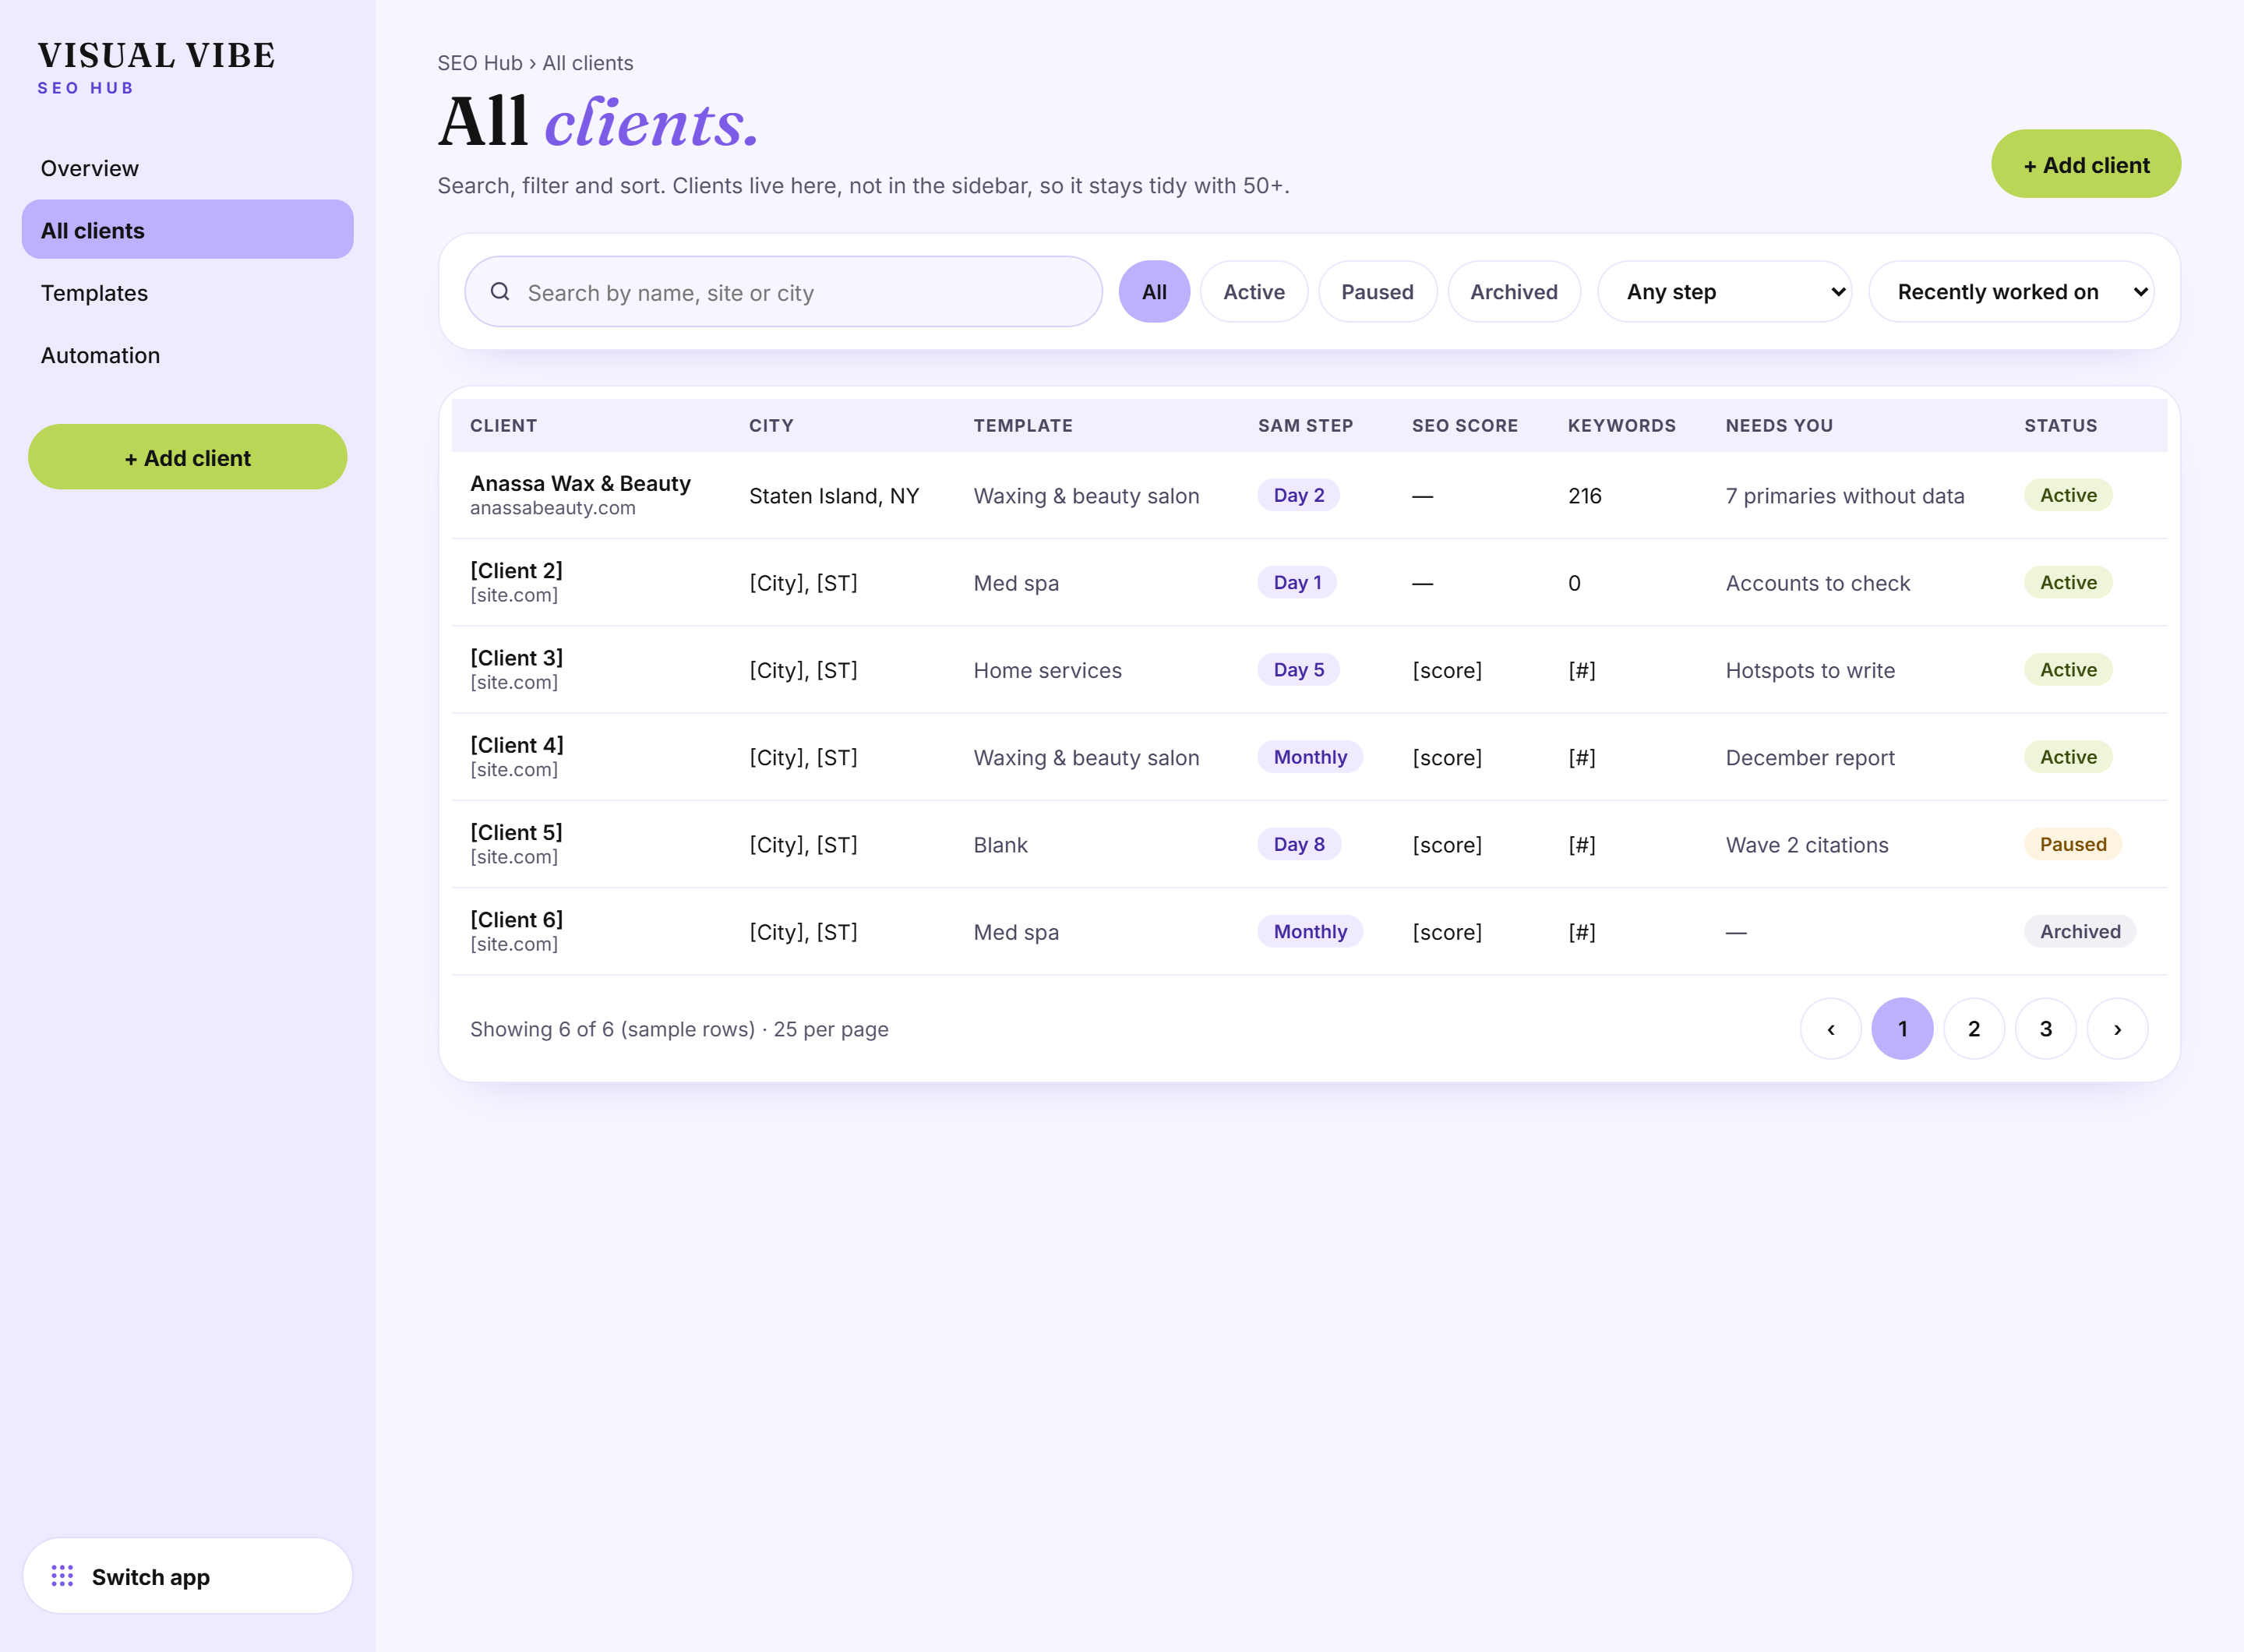 VISUAL VIBE
SEO HUB
Overview
All clients
Templates
Automation
+ Add client
Switch app
SEO Hub › All clients
All clients.
Search, filter and sort. Clients live here, not in the sidebar, so it stays tidy with 50+.
+ Add client
Search by name, site or city All Active Paused Archived Any step Recently worked on
CLIENT CITY TEMPLATE SAM STEP SEO SCORE KEYWORDS NEEDS YOU STATUS
Anassa Wax & Beauty
anassabeauty.com
Staten Island, NY Waxing & beauty salon Day 2 — 216 7 primaries without data Active
[Client 2]
[site.com]
[City], [ST] Med spa Day 1 — 0 Accounts to check Active
[Client 3]
[site.com]
[City], [ST] Home services Day 5 [score] [#] Hotspots to write Active
[Client 4]
[site.com]
[City], [ST] Waxing & beauty salon Monthly [score] [#] December report Active
[Client 5]
[site.com]
[City], [ST] Blank Day 8 [score] [#] Wave 2 citations Paused
[Client 6]
[site.com]
[City], [ST] Med spa Monthly [score] [#] — Archived
Showing 6 of 6 (sample rows) · 25 per page
‹ 1 2 3 ›